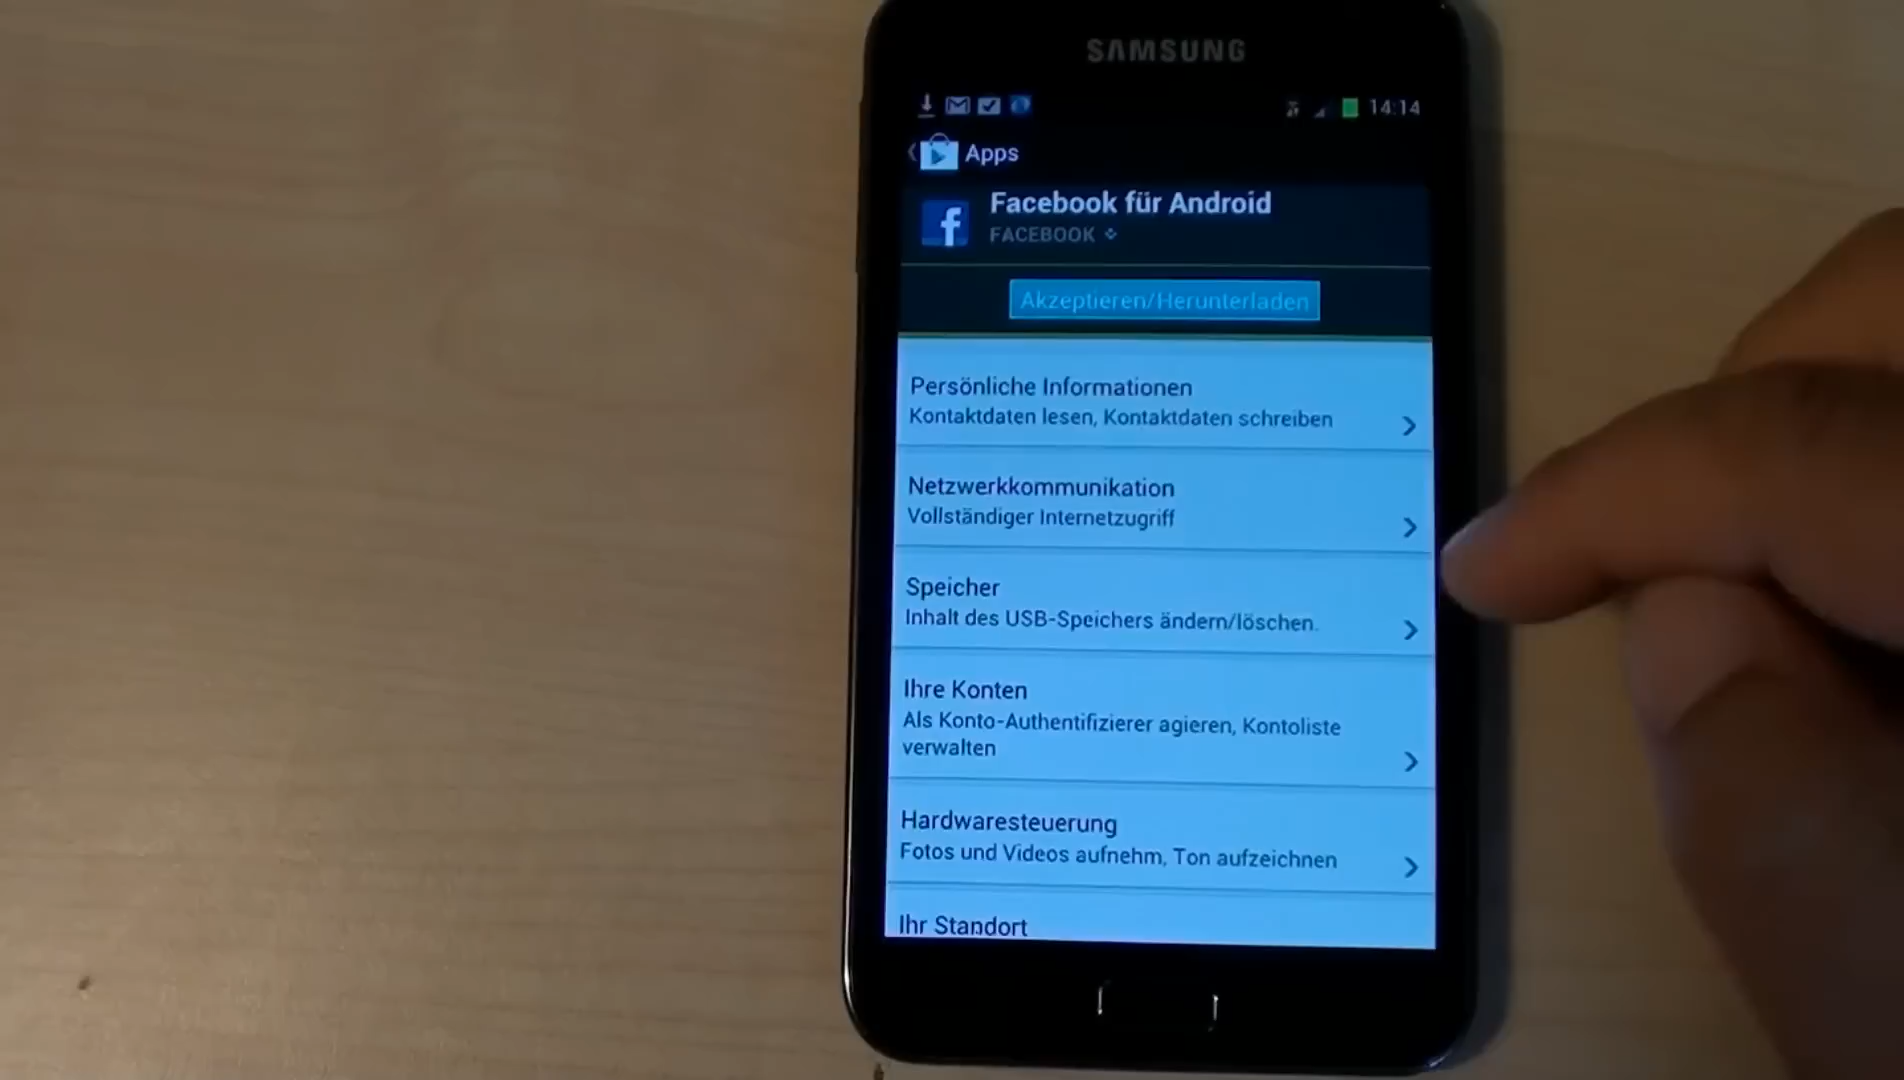 SAMSUNG
14:14
Apps
Facebook für Android
FACEBOOK
Akzeptieren/Herunterladen
Persönliche Informationen
Kontaktdaten lesen, Kontaktdaten schreiben
Netzwerkkommunikation
Vollständiger Internetzugriff
Speicher
Inhalt des USB-Speichers ändern/löschen.
Ihre Konten
Als Konto-Authentifizierer agieren, Kontoliste
verwalten
Hardwaresteuerung
Fotos und Videos aufnehm, Ton aufzeichnen
Ihr Standort